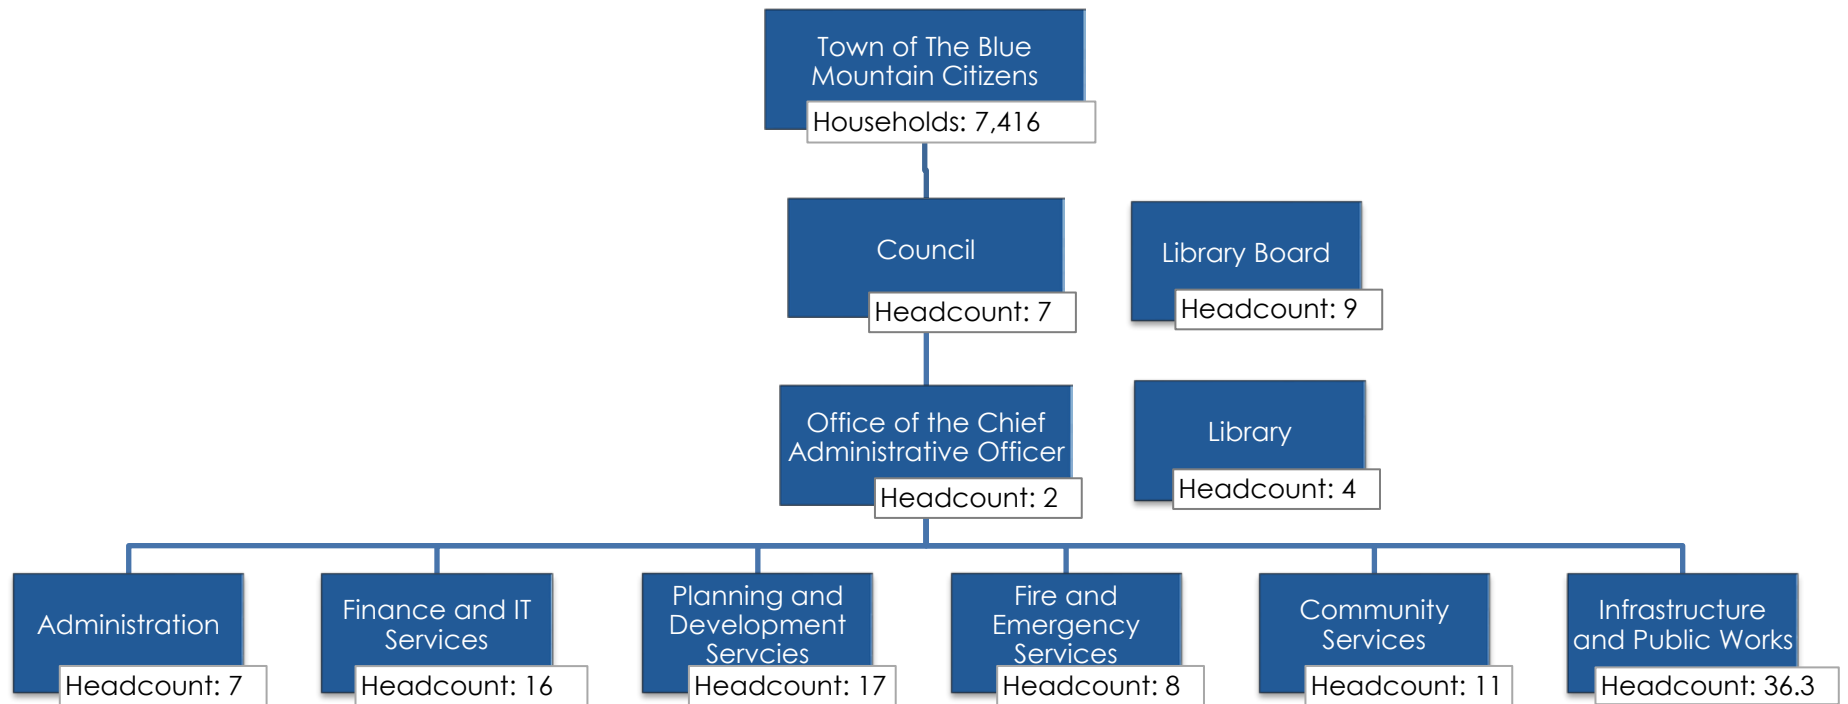 Town of The Blue
Mountain Citizens
Households: 7,416
Council
Headcount: 7
Library Board
Headcount: 9
Office of the Chief
Administrative Officer
Headcount: 2
Library
Headcount: 4
Administration
Headcount: 7
Finance and IT
Services
Headcount: 16
Planning and
Development
Servcies
Headcount: 17
Fire and
Emergency
Services
Headcount: 8
Community
Services
Headcount: 11
Infrastructure
and Public Works
Headcount: 36.3